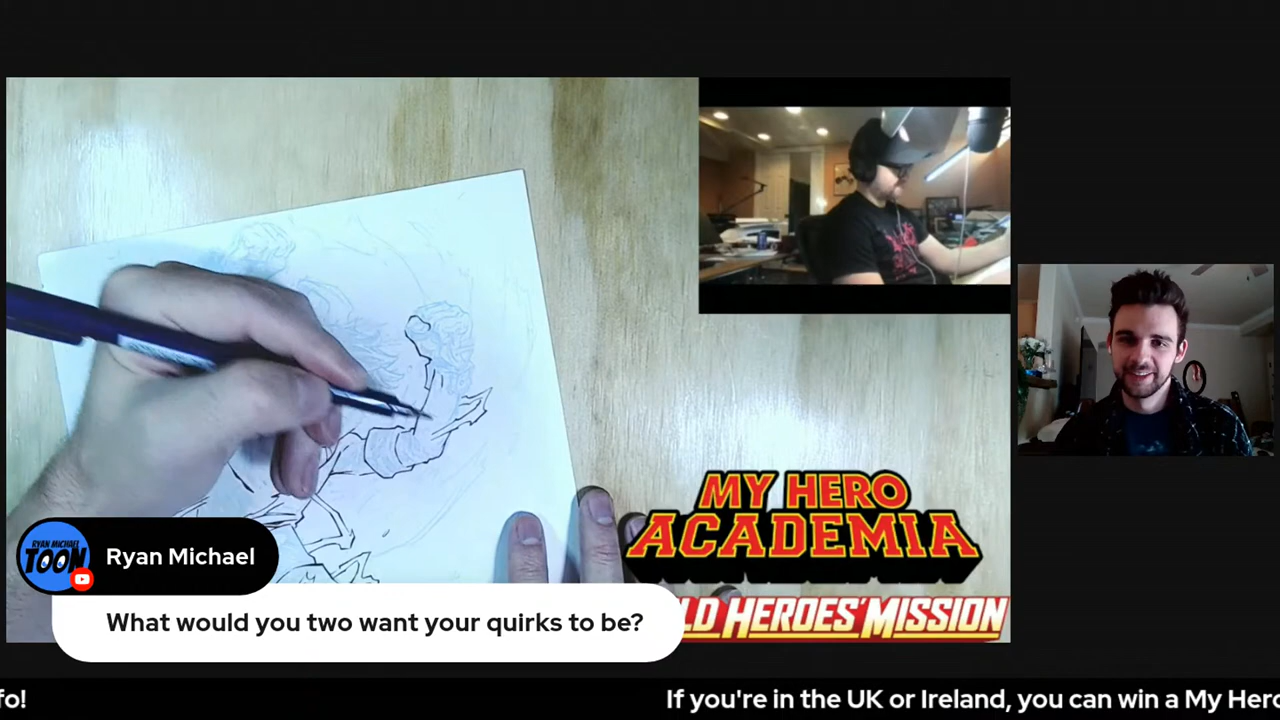 MY HERO
ACADEMIA
LD HEROES' MISSION
RYAN MICHAEL
TOON
Ryan Michael
What would you two want your quirks to be?
fo!
If you're in the UK or Ireland, you can win a My Herc